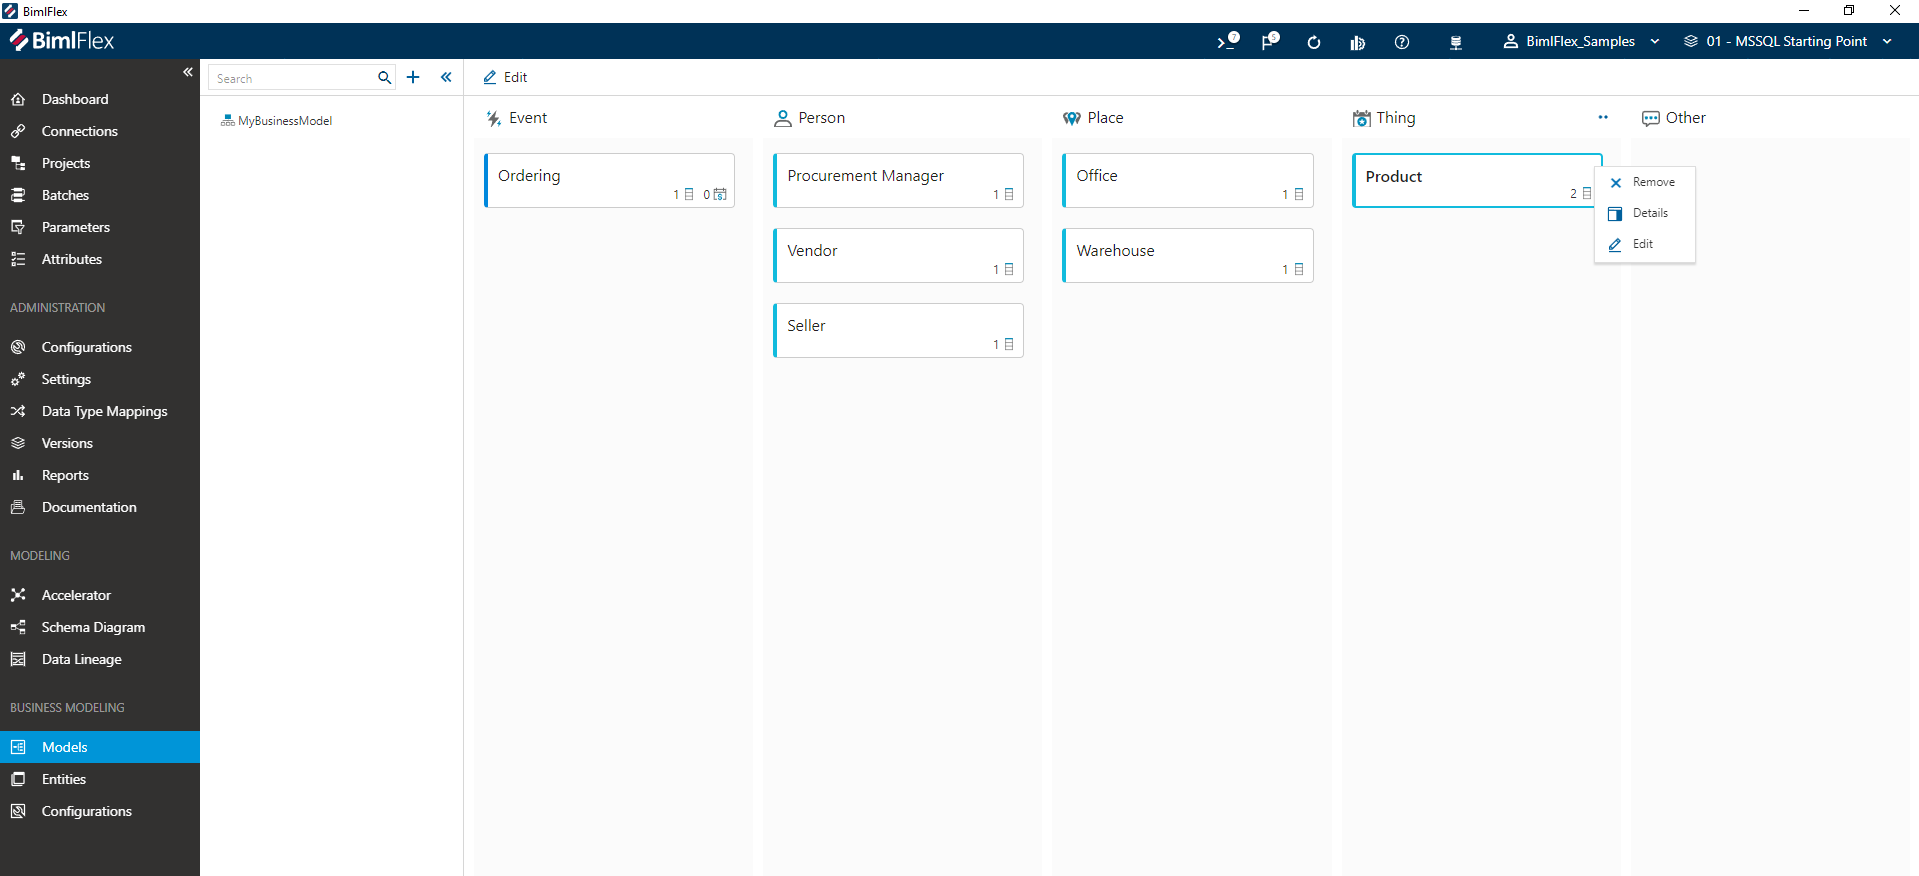 BimlFlex
BimlFlex
7
5
BimlFlex_Samples
01 - MSSQL Starting Point
Dashboard
Connections
Projects
Batches
Parameters
Attributes
ADMINISTRATION
Configurations
Settings
Data Type Mappings
Versions
Reports
Documentation
MODELING
Accelerator
Schema Diagram
Data Lineage
BUSINESS MODELING
Models
Entities
Configurations
Search
MyBusinessModel
Edit
Event
Ordering
1 0
Person
Procurement Manager
1
Vendor
1
Seller
1
Place
Office
1
Warehouse
1
Thing
Product
2
Remove
Details
Edit
Other